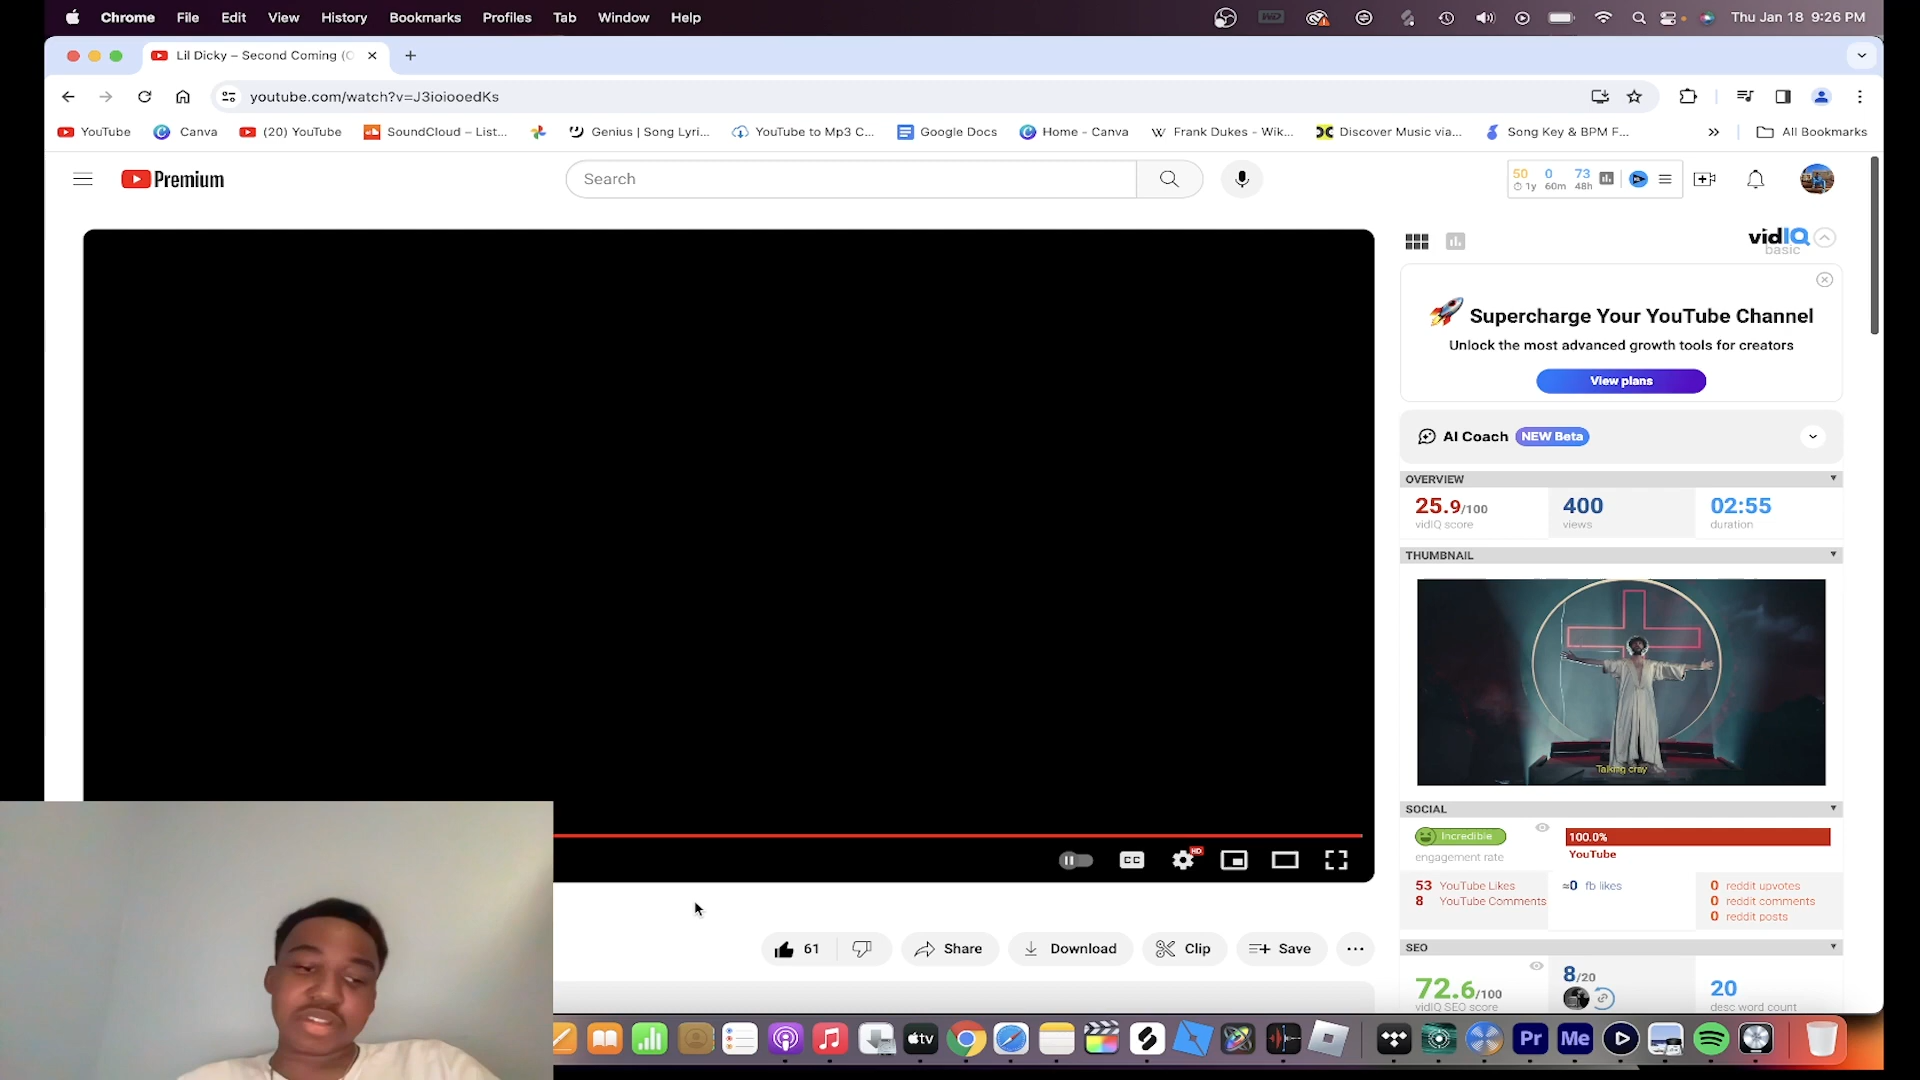 Chrome File Edit View History Bookmarks Profiles Tab Window Help
Thu Jan 18 9:26 PM
Lil Dicky – Second Coming (
youtube.com/watch?v=J3ioiooedKs
YouTube Canva (20) YouTube SoundCloud – List... Genius | Song Lyri... YouTube to Mp3 C... Google Docs Home - Canva Frank Dukes - Wik... Discover Music via... Song Key & BPM F... All Bookmarks
Premium
Search
50 0 73
1y 60m 48h
vidIQ
basic
Supercharge Your YouTube Channel
Unlock the most advanced growth tools for creators
View plans
AI Coach NEW Beta
OVERVIEW
25.9/100 400 02:55
vidIQ score views duration
THUMBNAIL
Talking cray
SOCIAL
Incredible
engagement rate
100.0%
YouTube
53 YouTube Likes ≈0 fb likes 0 reddit upvotes
8 YouTube Comments 0 reddit comments
0 reddit posts
SEO
72.6/100 8/20 20
vidIQ SEO score desc word count
CC HD
61 Share Download Clip Save
tv Pr Me